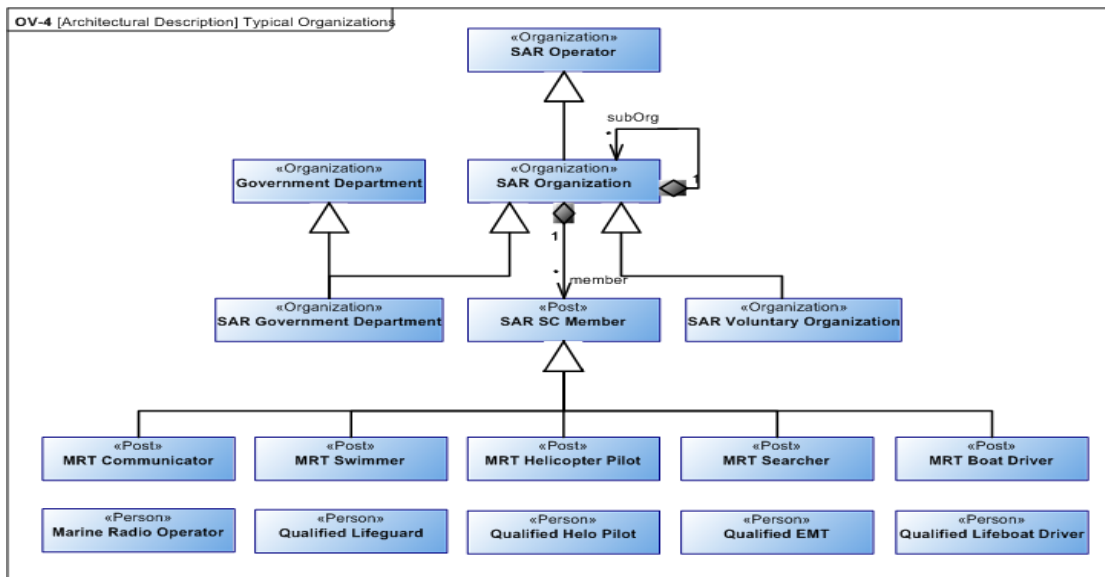 OV-4 [Architectural Description] Typical Organizations
«Organization»
SAR Operator
subOrg
*
«Organization»
Government Department
«Organization»
SAR Organization
1
1
*
member
«Organization»
SAR Government Department
«Post»
SAR SC Member
«Organization»
SAR Voluntary Organization
«Post»
MRT Communicator
«Post»
MRT Swimmer
«Post»
MRT Helicopter Pilot
«Post»
MRT Searcher
«Post»
MRT Boat Driver
«Person»
Marine Radio Operator
«Person»
Qualified Lifeguard
«Person»
Qualified Helo Pilot
«Person»
Qualified EMT
«Person»
Qualified Lifeboat Driver